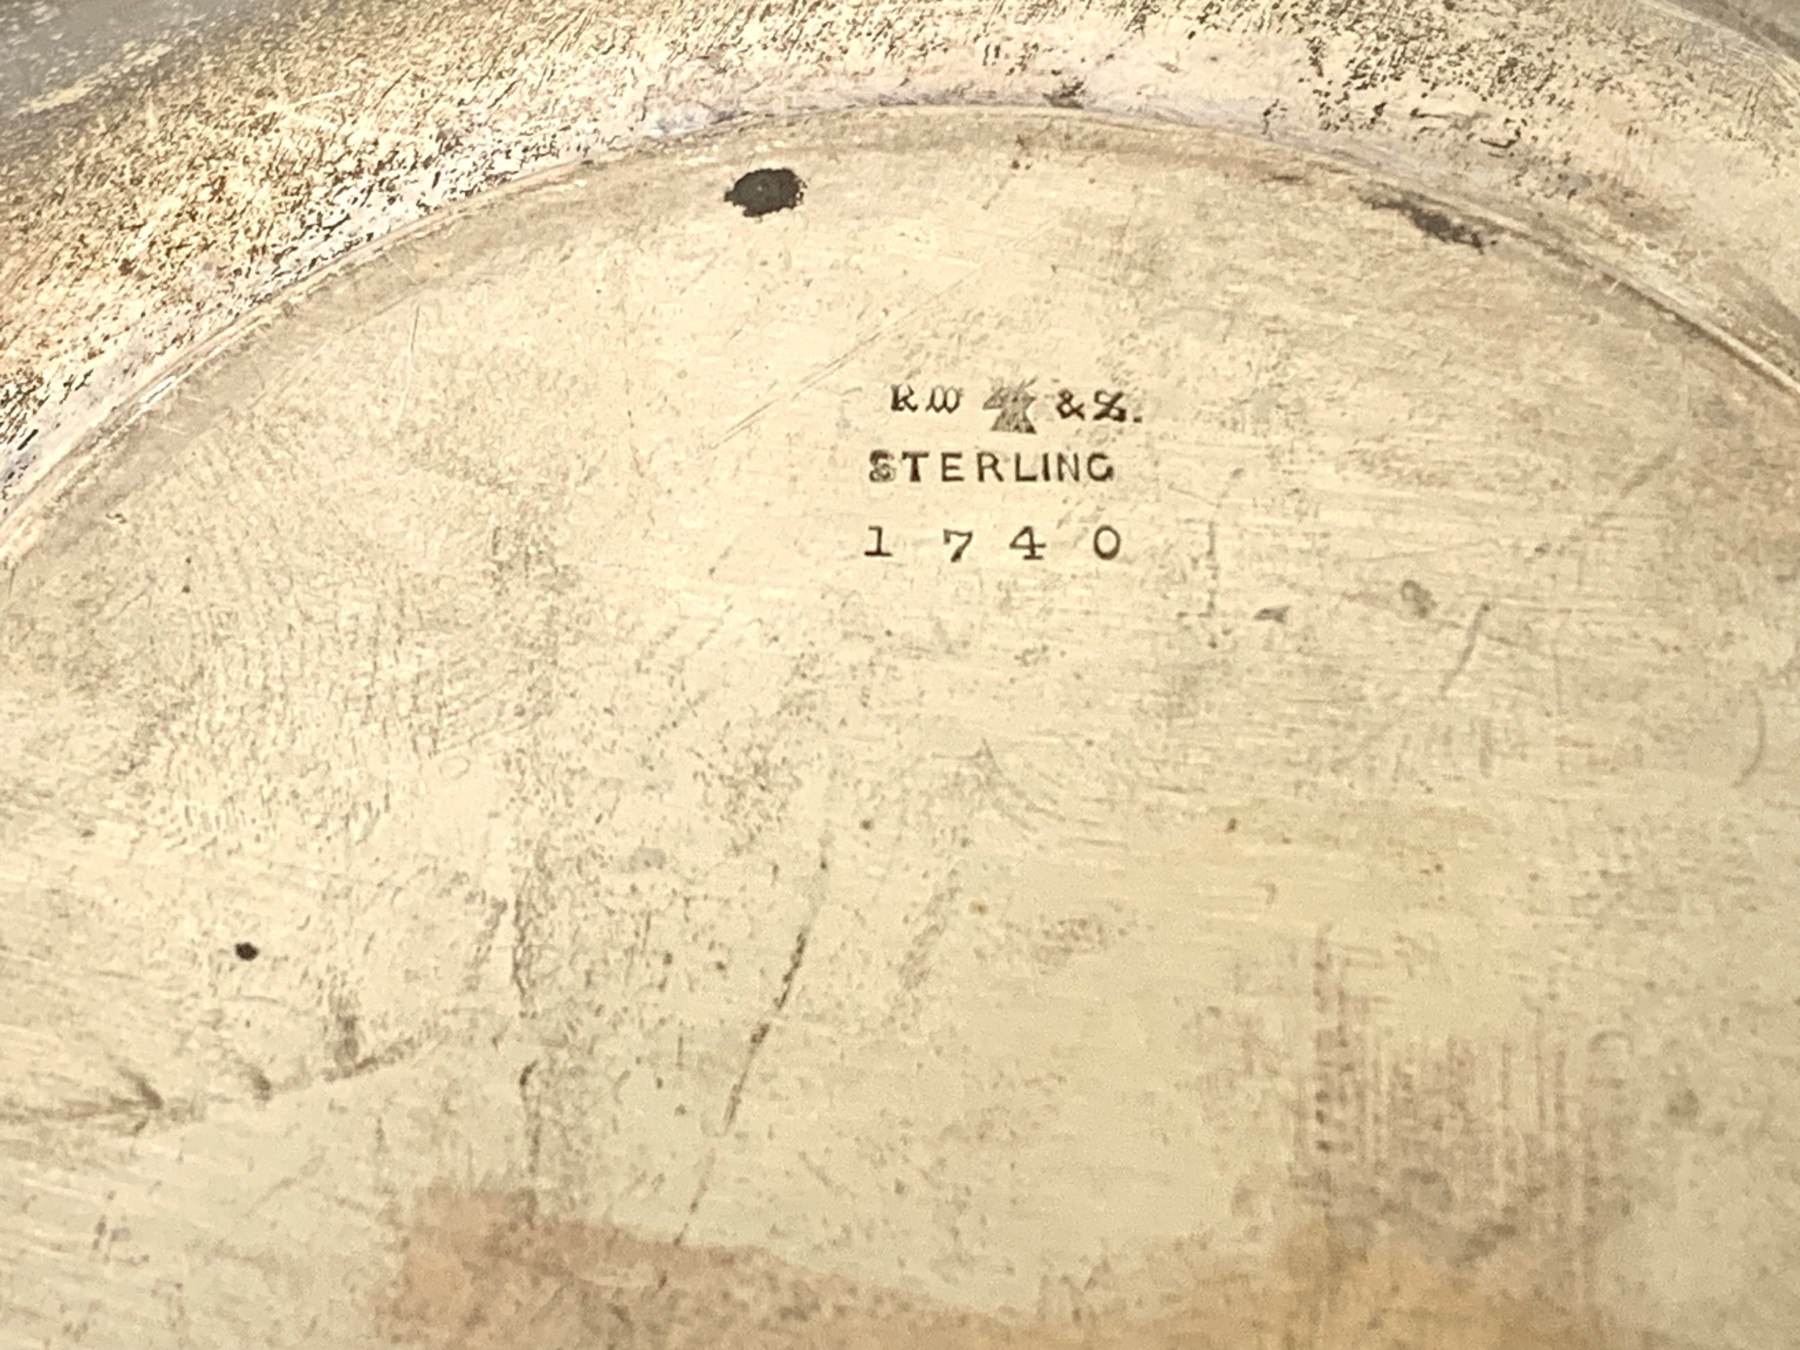 RW & S.
STERLING
1740